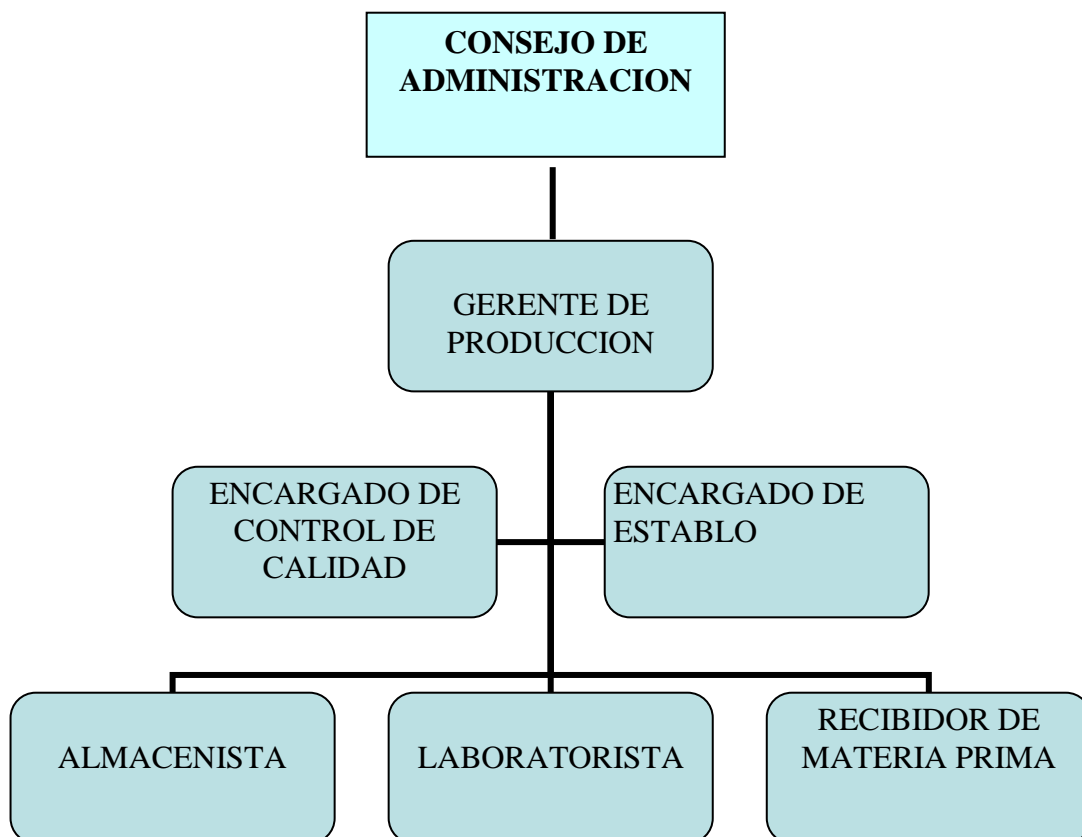 CONSEJO DE
ADMINISTRACION
GERENTE DE
PRODUCCION
ENCARGADO DE
CONTROL DE
CALIDAD
ENCARGADO DE
ESTABLO
ALMACENISTA
LABORATORISTA
RECIBIDOR DE
MATERIA PRIMA